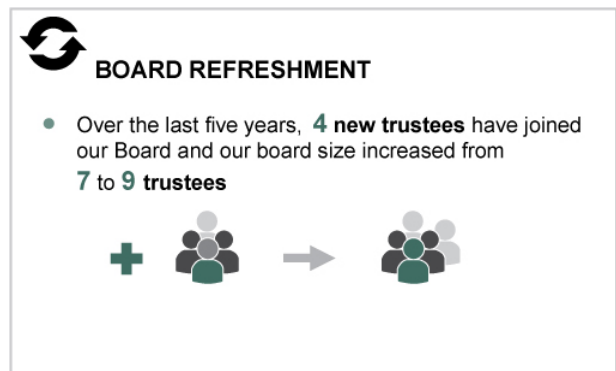 BOARD REFRESHMENT
• Over the last five years, 4 new trustees have joined
our Board and our board size increased from
7 to 9 trustees